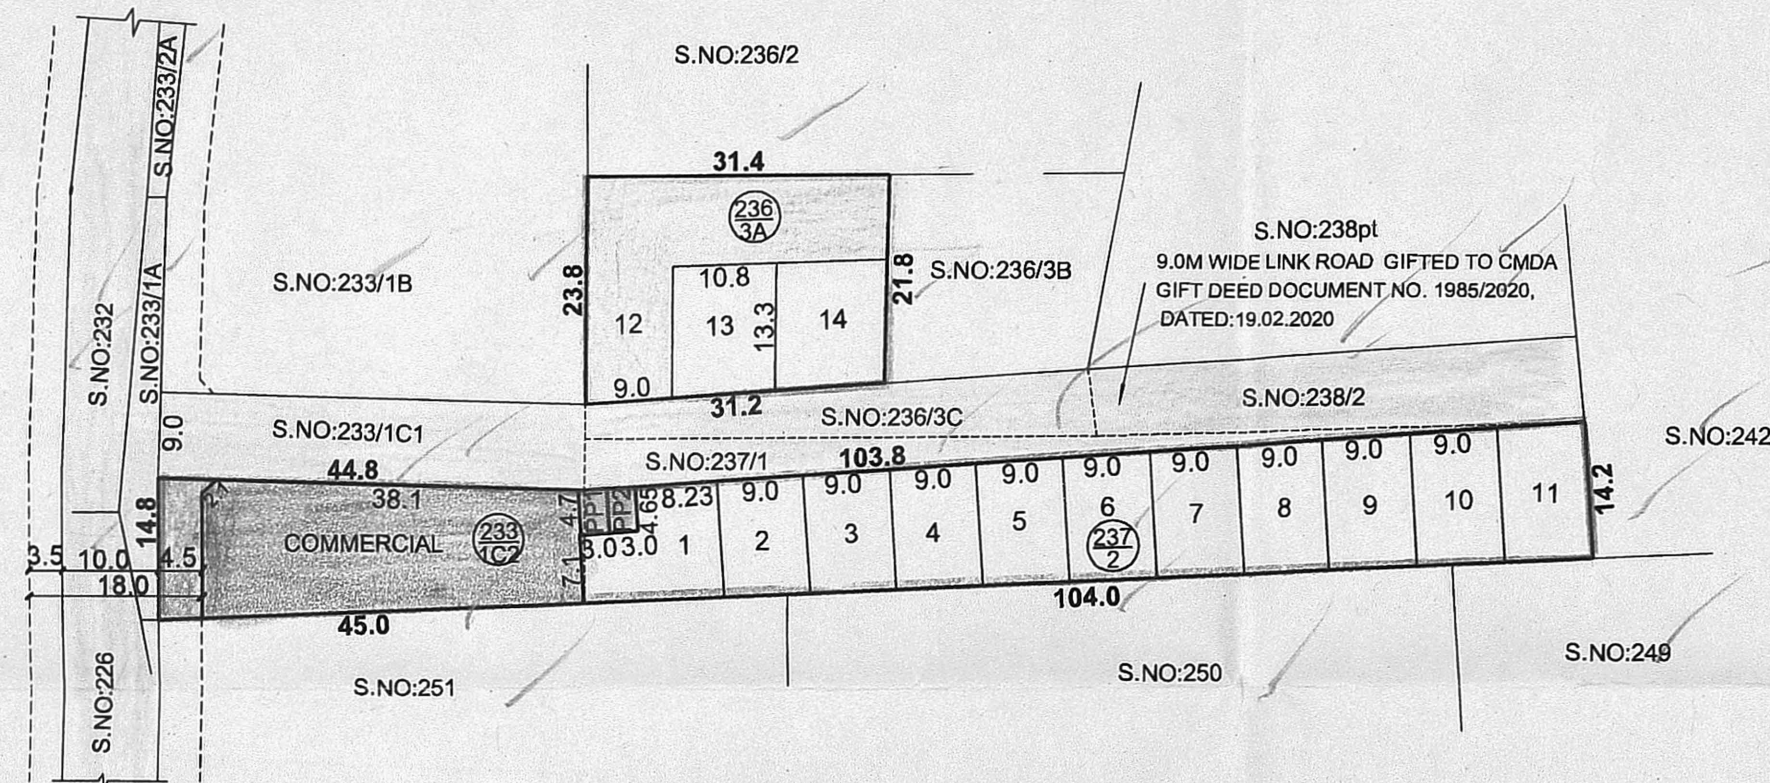 S.NO:236/2
S.NO:233/2A
31.4
236
3A
S.NO:238pt
9.0M WIDE LINK ROAD GIFTED TO CMDA
GIFT DEED DOCUMENT NO. 1985/2020,
DATED:19.02.2020
S.NO:233/1B
S.NO:236/3B
23.8
21.8
10.8
12
13
13.3
14
S.NO:232
S.NO:233/1A
9.0
31.2
S.NO:236/3C
S.NO:238/2
9.0
S.NO:233/1C1
S.NO:237/1
103.8
S.NO:242
44.8
38.1
4.7
PP1
PP2
4.65
8.23
9.0
9.0
9.0
9.0
9.0
9.0
9.0
9.0
9.0
14.8
COMMERCIAL
233
1C2
3.0
3.0
7.1
1
2
3
4
5
6
7
8
9
10
11
14.2
237
2
3.5
10.0
4.5
18.0
45.0
104.0
S.NO:226
S.NO:251
S.NO:250
S.NO:249